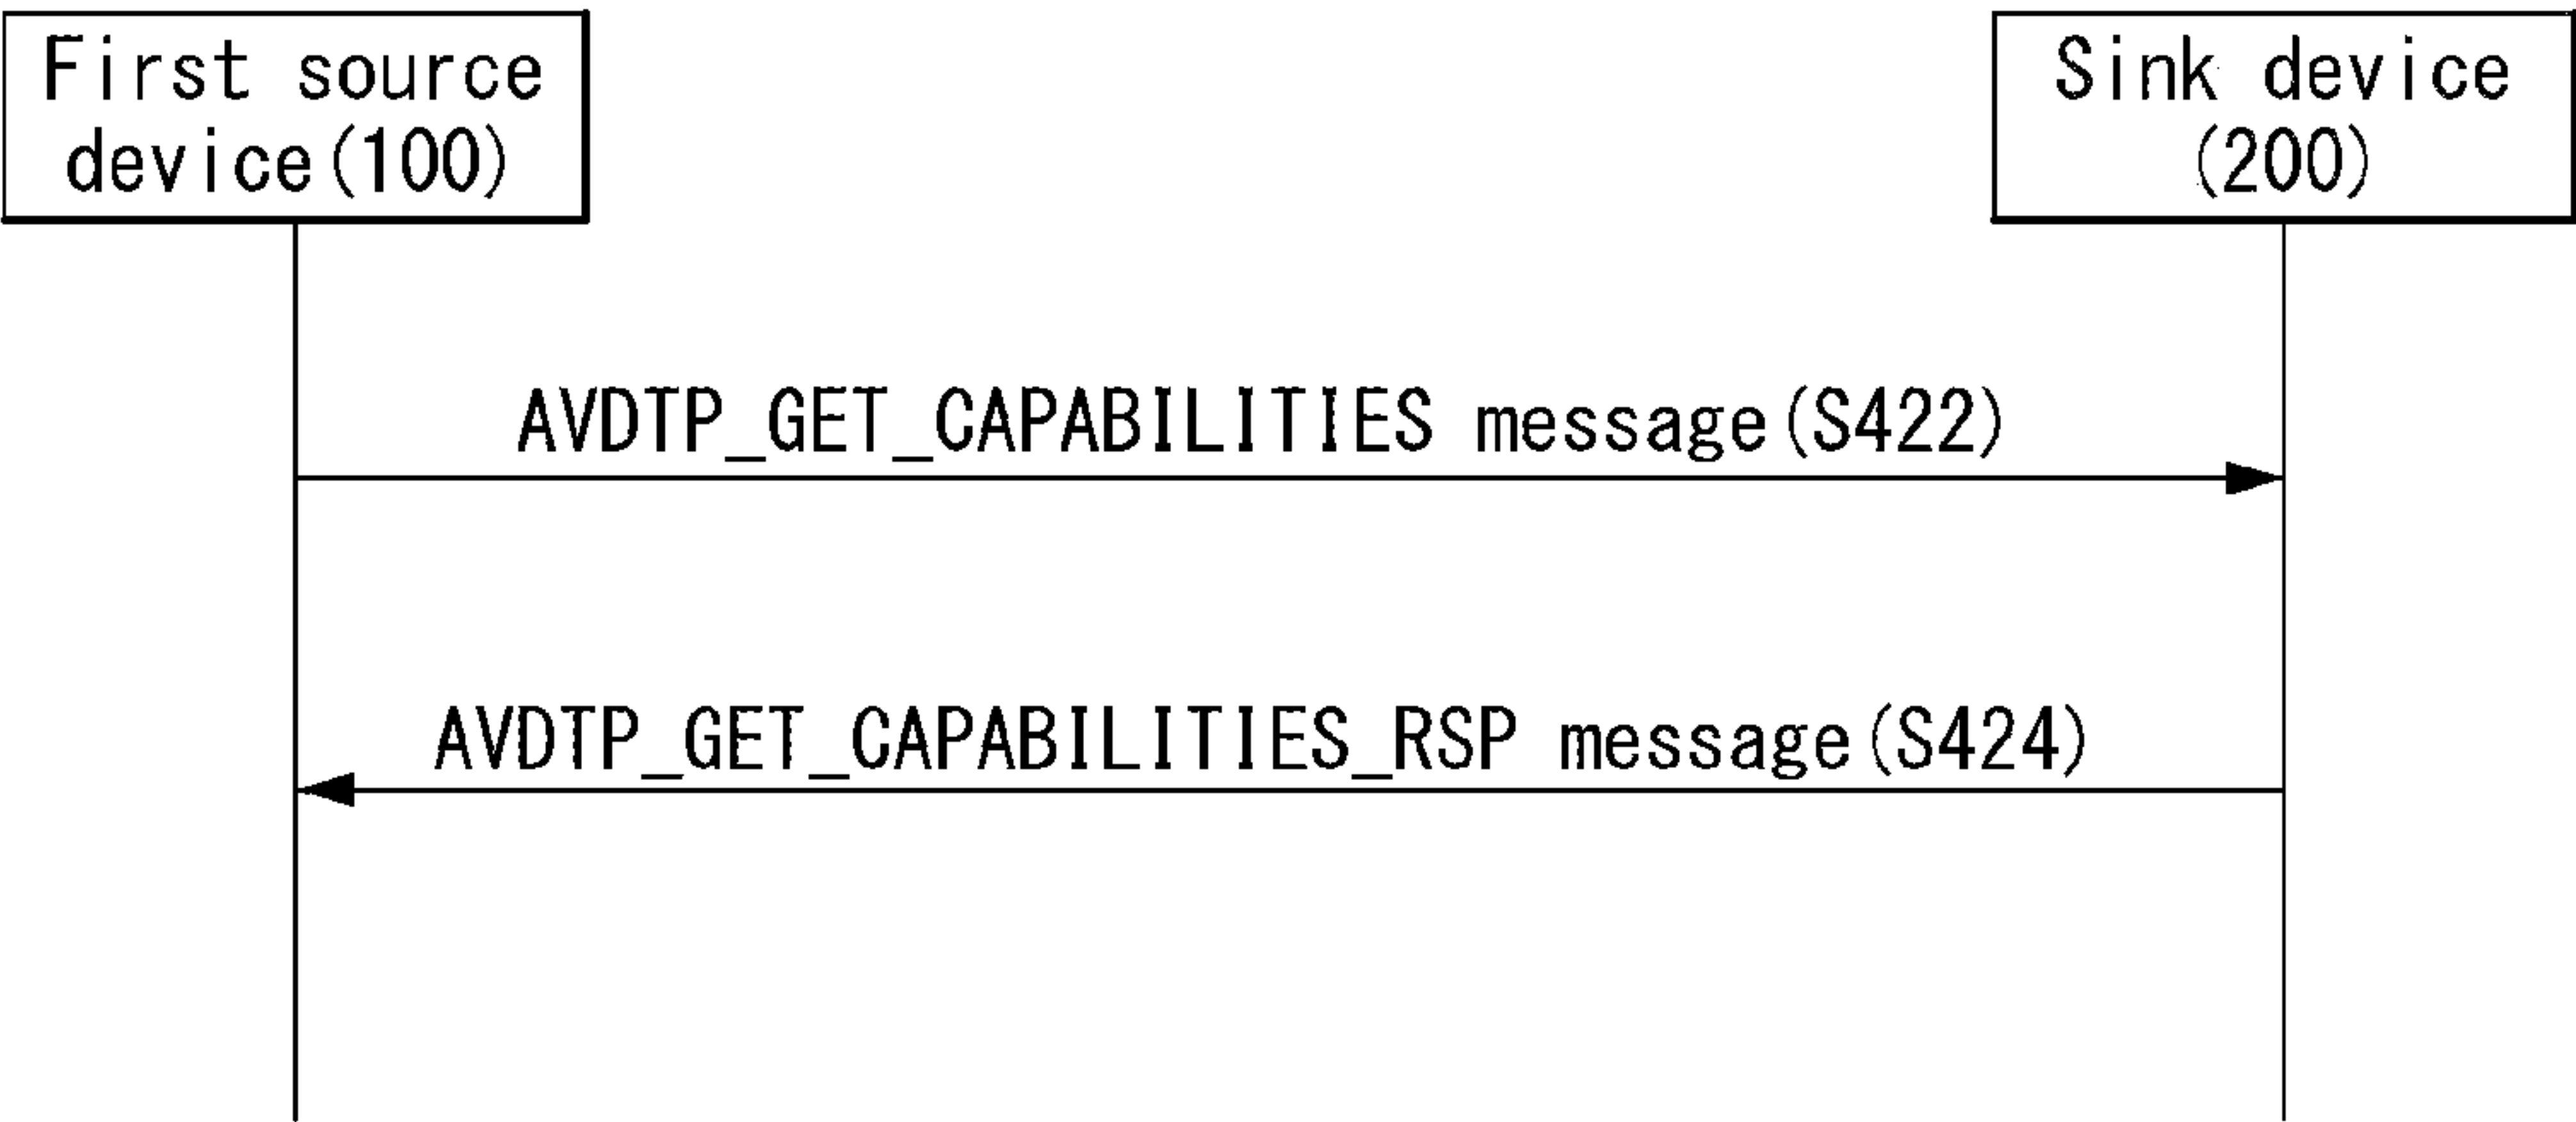 First source
device(100)
Sink device
(200)
AVDTP_GET_CAPABILITIES message(S422)
AVDTP_GET_CAPABILITIES_RSP message(S424)